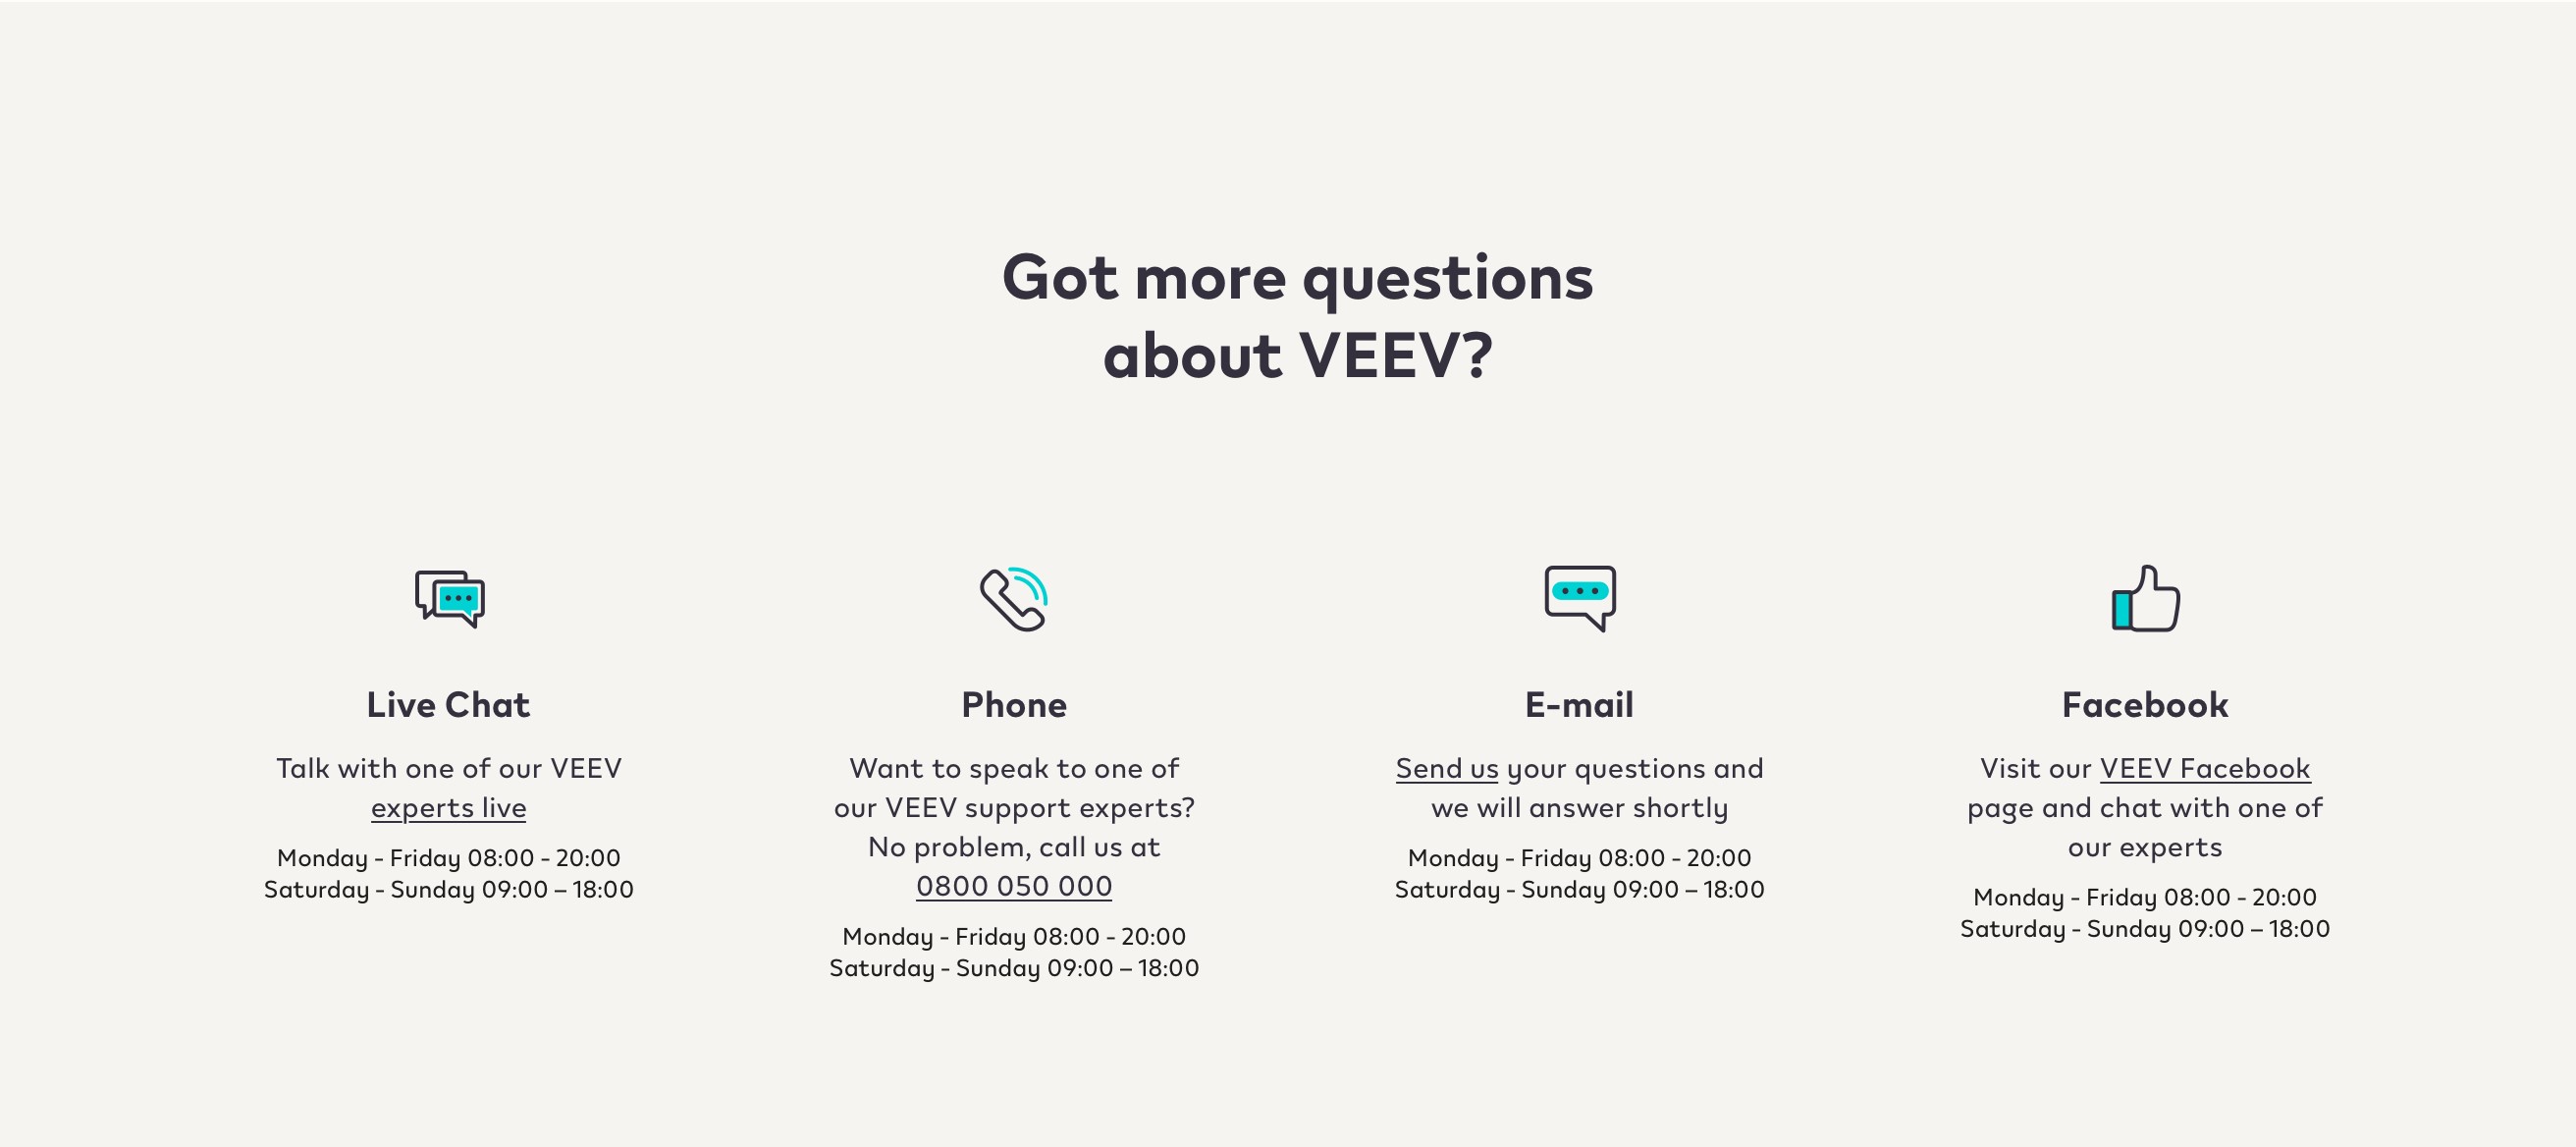 Got more questions
about VEEV?
Live Chat
Talk with one of our VEEV
experts live
Monday - Friday 08:00 - 20:00
Saturday - Sunday 09:00 – 18:00
Phone
Want to speak to one of
our VEEV support experts?
No problem, call us at
0800 050 000
Monday - Friday 08:00 - 20:00
Saturday - Sunday 09:00 – 18:00
E-mail
Send us your questions and
we will answer shortly
Monday - Friday 08:00 - 20:00
Saturday - Sunday 09:00 – 18:00
Facebook
Visit our VEEV Facebook
page and chat with one of
our experts
Monday - Friday 08:00 - 20:00
Saturday - Sunday 09:00 – 18:00